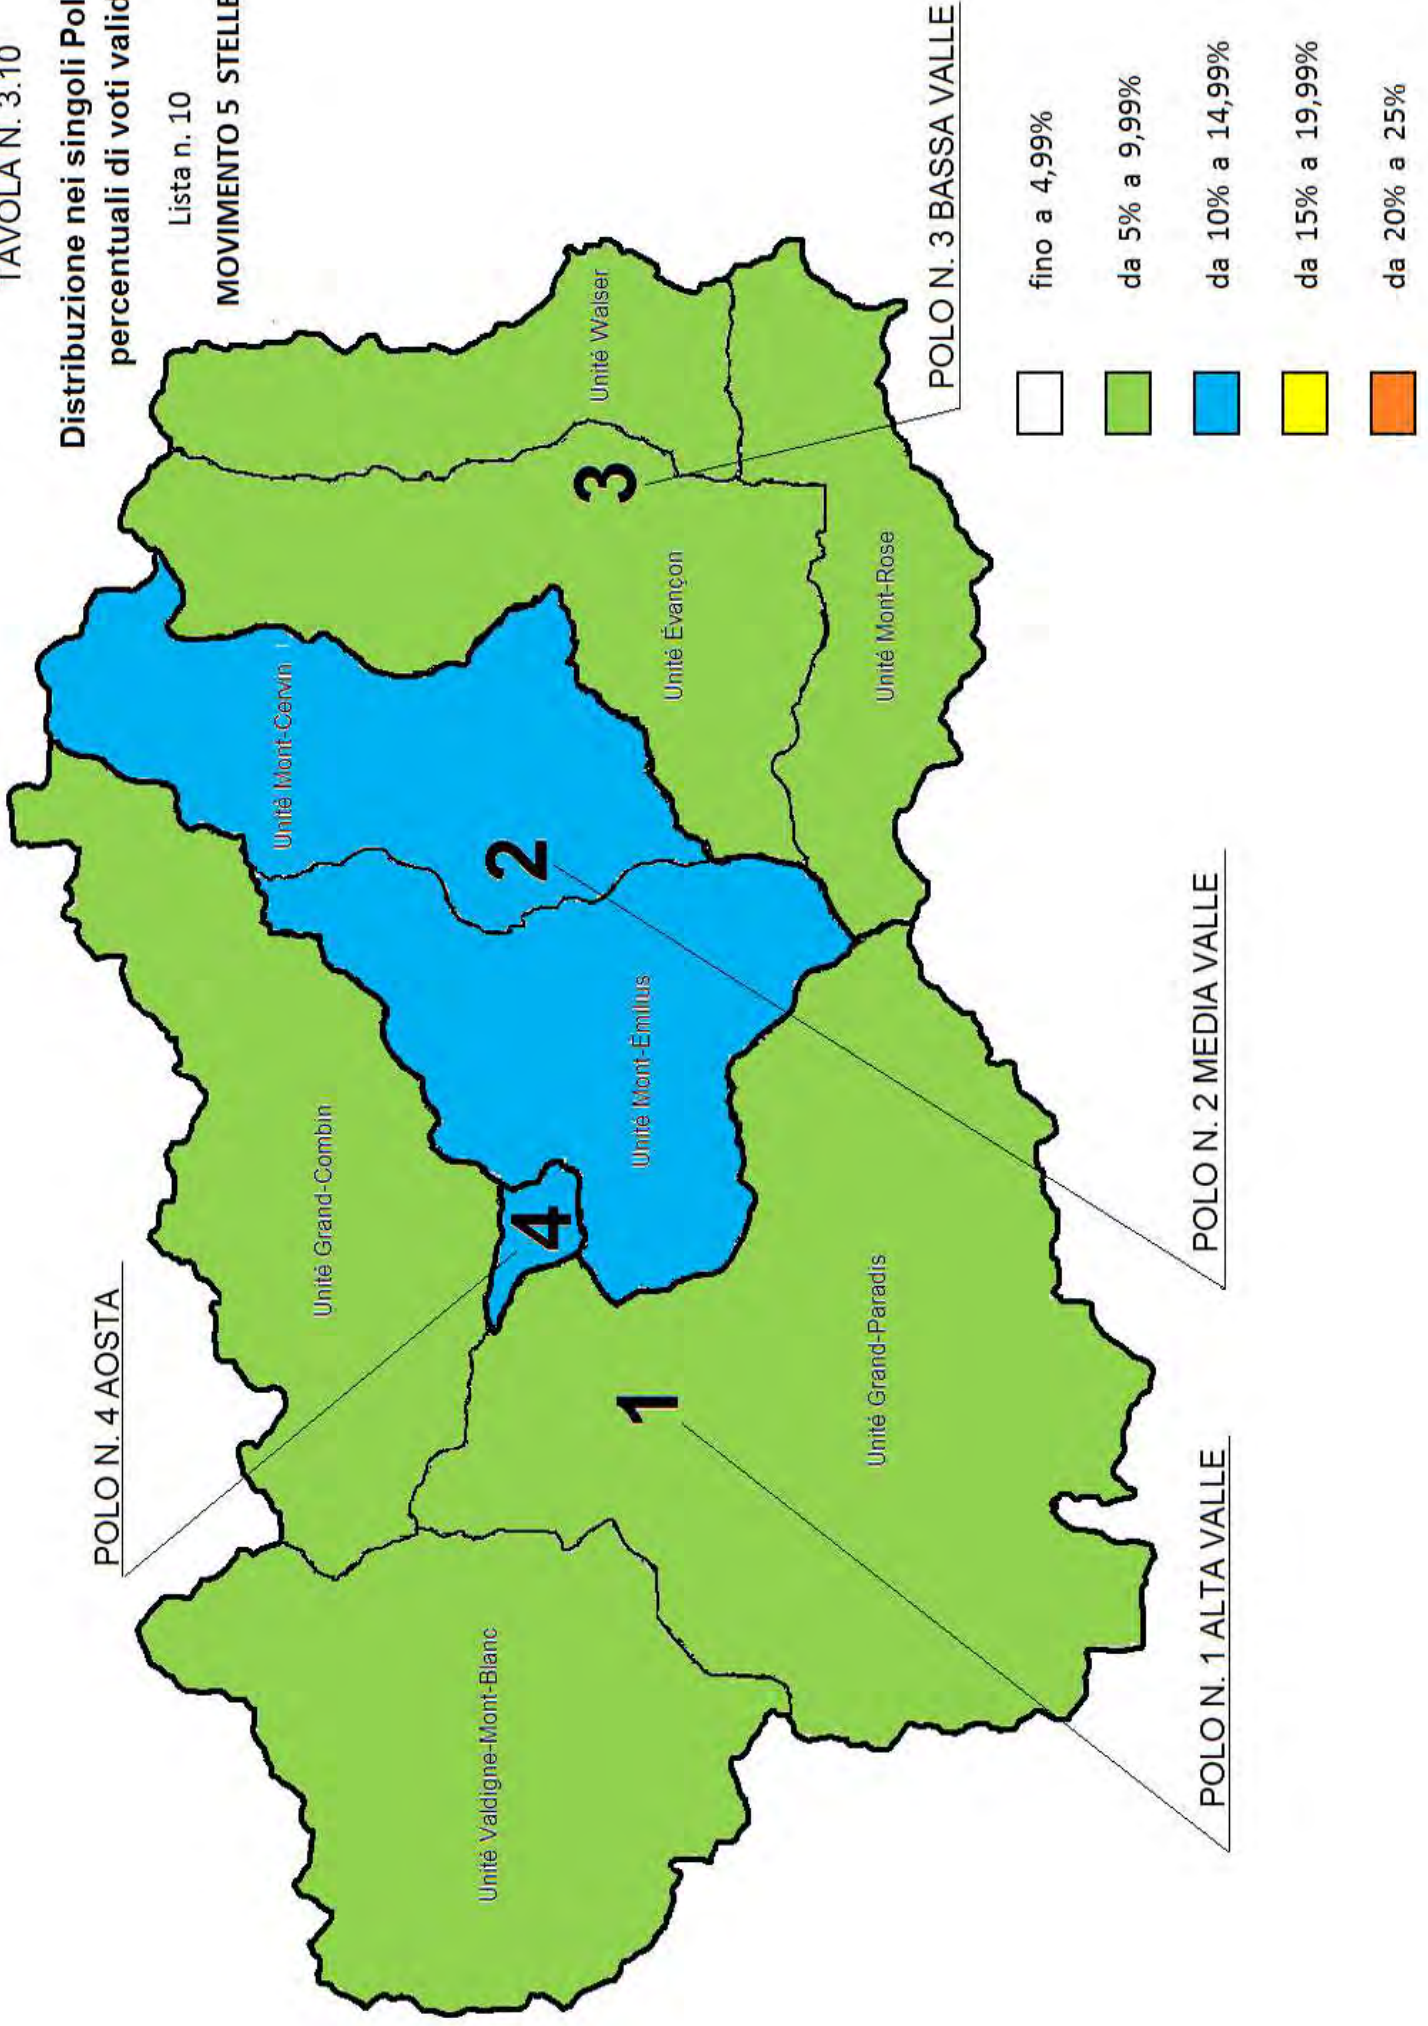 TAVOLA N. 3.10
Distribuzione nei singoli
percentuali di voti
Lista n. 10
MOVIMENTO 5 STELLE
POLO N. 4 AOSTA
Unité Valdigne-Mont-Blanc
Unité Grand-Combin
Unité Mont-Cervin
Unité Walser
4
2
3
1
Unité Mont-Émilius
Unité Évançon
Unité Grand-Paradis
Unité Mont-Rose
POLO N. 3 BASSA VALLE
POLO N. 1 ALTA VALLE
POLO N. 2 MEDIA VALLE
fino a 4,99%
da 5% a 9,99%
da 10% a 14,99%
da 15% a 19,99%
da 20% a 25%